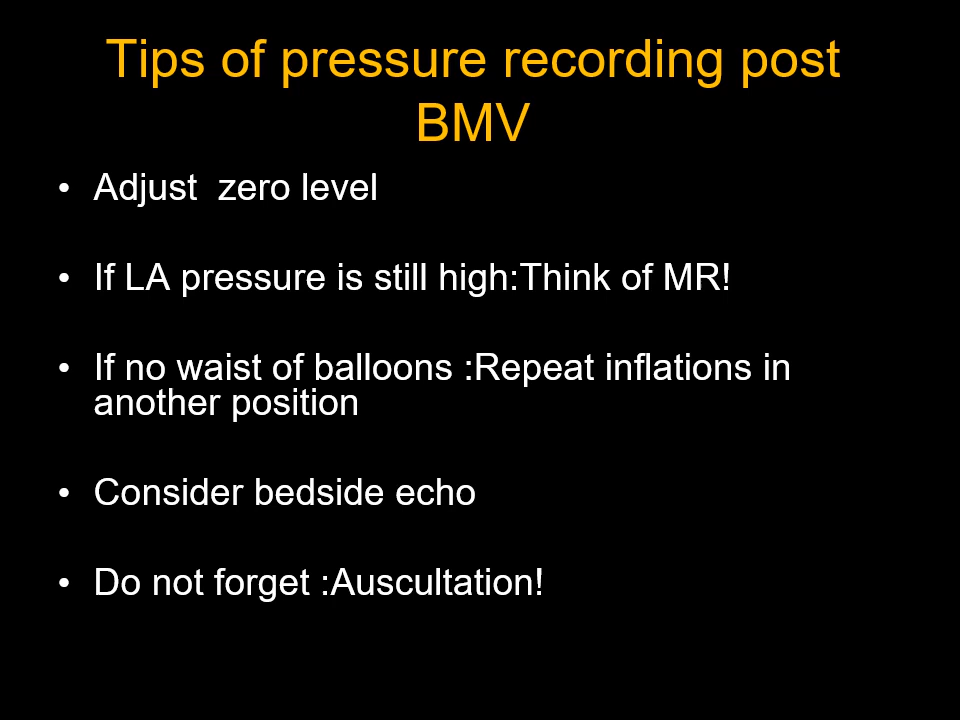 Tips of pressure recording post
BMV
• Adjust  zero level
• If LA pressure is still high:Think of MR!
• If no waist of balloons :Repeat inflations in
another position
• Consider bedside echo
• Do not forget :Auscultation!